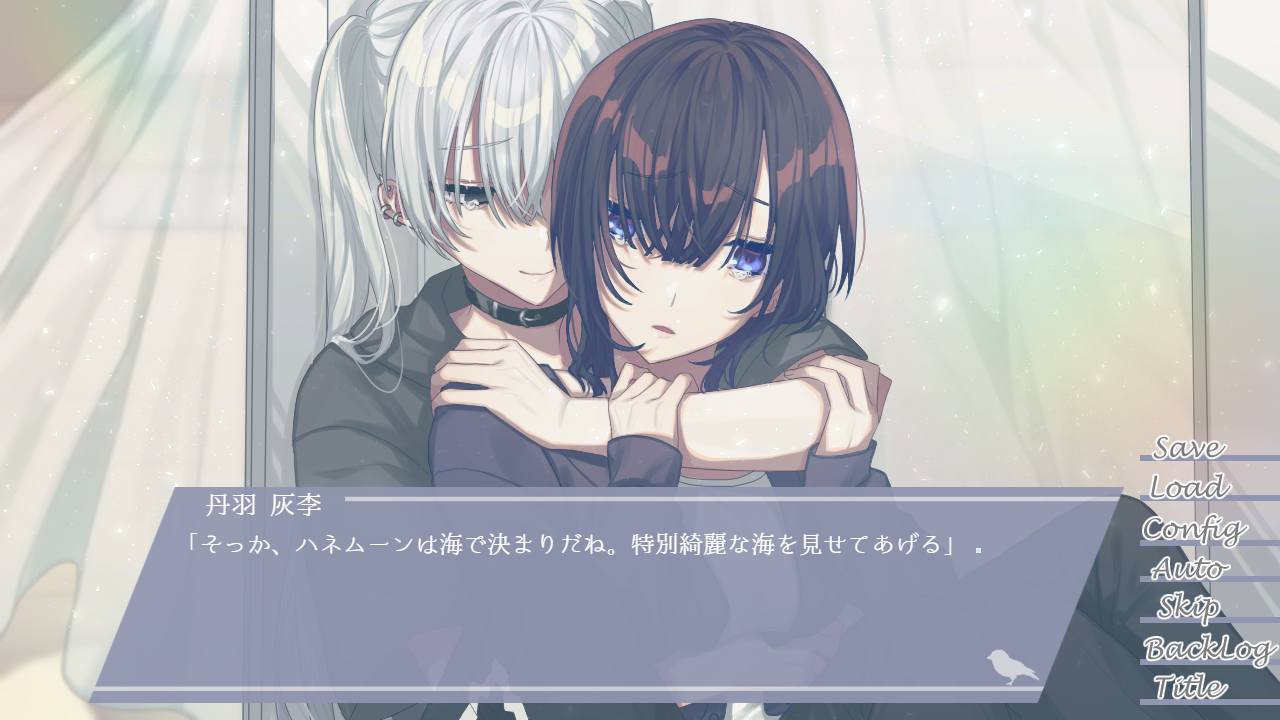 丹羽 灰李
「そっか、ハネムーンは海で決まりだね。特別綺麗な海を見せてあげる」
Save
Load
Config
Auto
Skip
BackLog
Title